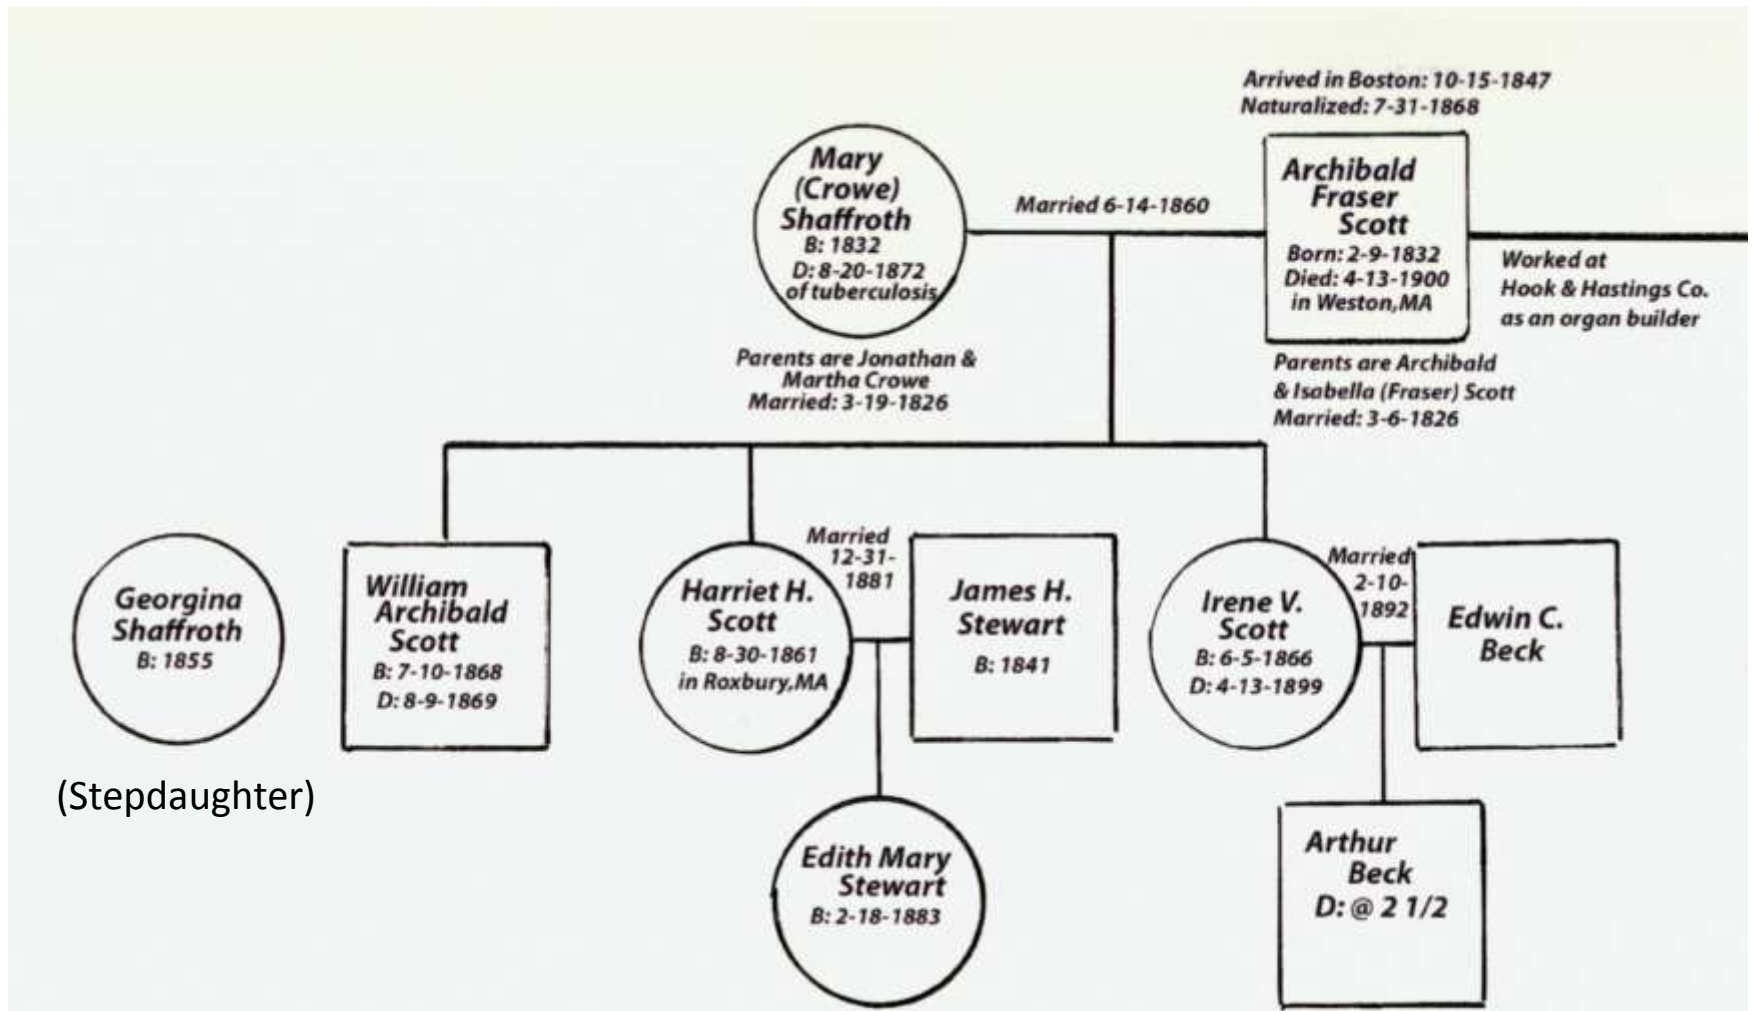 Arrived in Boston: 10-15-1847
Naturalized: 7-31-1868
Mary
(Crowe)
Shaffroth
B: 1832
D: 8-20-1872
of tuberculosis
Married 6-14-1860
Archibald
Fraser
Scott
Born: 2-9-1832
Died: 4-13-1900
in Weston,MA
Worked at
Hook & Hastings Co.
as an organ builder
Parents are Jonathan &
Martha Crowe
Married: 3-19-1826
Parents are Archibald
& Isabella (Fraser) Scott
Married: 3-6-1826
Georgina
Shaffroth
B: 1855
(Stepdaughter)
William
Archibald
Scott
B: 7-10-1868
D: 8-9-1869
Harriet H.
Scott
B: 8-30-1861
in Roxbury,MA
Married
12-31-
1881
James H.
Stewart
B: 1841
Irene V.
Scott
B: 6-5-1866
D: 4-13-1899
Married
2-10-
1892
Edwin C.
Beck
Edith Mary
Stewart
B: 2-18-1883
Arthur
Beck
D: @ 2 1/2